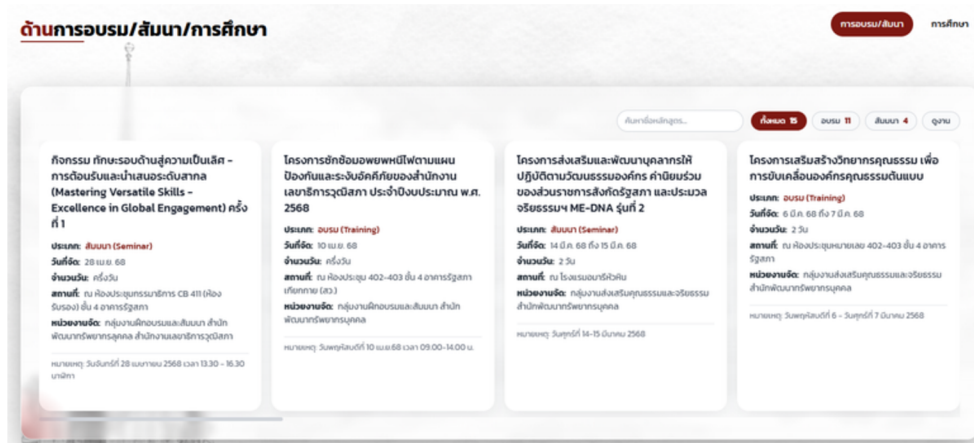 ด้านการอบรม/สัมนา/การศึกษา
การอบรม/สัมนา
การศึกษา
ค้นหาชื่อหลักสูตร...
ทั้งหมด 15
อบรม 11
สัมมนา 4
ดูงาน
กิจกรรม ทักษะรอบด้านสู่ความเป็นเลิศ -
การต้อนรับและนำเสนอระดับสากล
(Mastering Versatile Skills -
Excellence in Global Engagement) ครั้ง
ที่ 1
ประเภท: สัมมนา (Seminar)
วันที่จัด: 28 เม.ย. 68
จำนวนวัน: ครึ่งวัน
สถานที่: ณ ห้องประชุมกรรมาธิการ CB 411 (ห้อง
รับรอง) ชั้น 4 อาคารรัฐสภา
หน่วยงานจัด: กลุ่มงานฝึกอบรมและสัมมนา สำนัก
พัฒนาทรัพยากรบุคคล สำนักงานเลขาธิการวุฒิสภา
หมายเหตุ: วันจันทร์ที่ 28 เมษายน 2568 เวลา 13.30 - 16.30
นาฬิกา
โครงการซักซ้อมอพยพหนีไฟตามแผน
ป้องกันและระงับอัคคีภัยของสำนักงาน
เลขาธิการวุฒิสภา ประจำปีงบประมาณ พ.ศ.
2568
ประเภท: อบรม (Training)
วันที่จัด: 10 เม.ย. 68
จำนวนวัน: ครึ่งวัน
สถานที่: ณ ห้องประชุม 402-403 ชั้น 4 อาคารรัฐสภา
เกียกกาย (สว.)
หน่วยงานจัด: กลุ่มงานฝึกอบรมและสัมมนา สำนัก
พัฒนาทรัพยากรบุคคล
หมายเหตุ: วันพฤหัสบดีที่ 10 เม.ย.68 เวลา 09.00-14.00 น.
โครงการส่งเสริมและพัฒนาบุคลากรให้
ปฏิบัติตามวัฒนธรรมองค์กร ค่านิยมร่วม
ของส่วนราชการสังกัดรัฐสภา และประมวล
จริยธรรมฯ ME-DNA รุ่นที่ 2
ประเภท: สัมมนา (Seminar)
วันที่จัด: 14 มี.ค. 68 ถึง 15 มี.ค. 68
จำนวนวัน: 2 วัน
สถานที่: ณ โรงแรมอมารีหัวหิน
หน่วยงานจัด: กลุ่มงานส่งเสริมคุณธรรมและจริยธรรม
สำนักพัฒนาทรัพยากรบุคคล
หมายเหตุ: วันศุกร์ที่ 14-15 มีนาคม 2568
โครงการเสริมสร้างวิทยากรคุณธรรม เพื่อ
การขับเคลื่อนองค์กรคุณธรรมต้นแบบ
ประเภท: อบรม (Training)
วันที่จัด: 6 มี.ค. 68 ถึง 7 มี.ค. 68
จำนวนวัน: 2 วัน
สถานที่: ณ ห้องประชุมหมายเลข 402-403 ชั้น 4 อาคาร
รัฐสภา
หน่วยงานจัด: กลุ่มงานส่งเสริมคุณธรรมและจริยธรรม
สำนักพัฒนาทรัพยากรบุคคล
หมายเหตุ: วันพฤหัสบดีที่ 6 - วันศุกร์ที่ 7 มีนาคม 2568